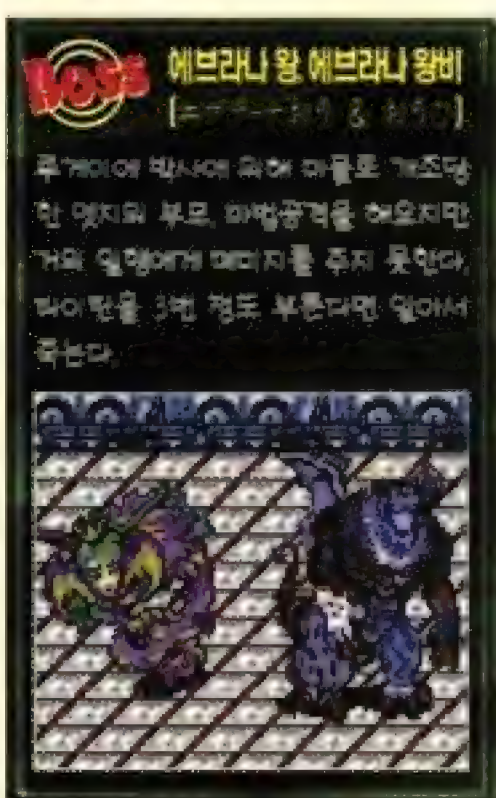 BOSS
에브라나 왕, 에브라나 왕비
루게이어 박사에 의해 마물로 개조당
한 엣지의 부모. 마법공격을 해오지만
거의 일행에게 데미지를 주지 못한다.
타이탄을 3번 정도 부른다면 알아서
죽는다.